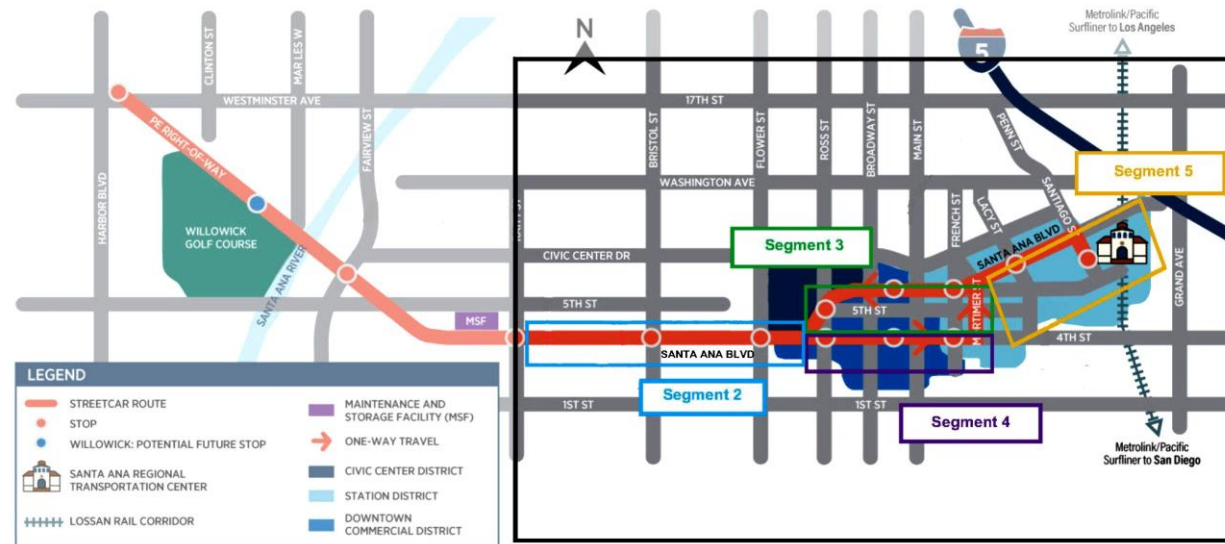 Metrolink/Pacific
Surfliner to Los Angeles
N
5
CLINTON ST
MAR LES W
WESTMINSTER AVE
17TH ST
PE RIGHT-OF-WAY
FAIRVIEW ST
BRISTOL ST
FLOWER ST
ROSS ST
BROADWAY ST
MAIN ST
PENN ST
Segment 5
WASHINGTON AVE
HARBOR BLVD
WILLOWICK
GOLF COURSE
SANTA ANA RIVER
FRENCH ST
LACY ST
SANTIAGO ST
Segment 3
SANTA ANA BLVD
CIVIC CENTER DR
GRAND AVE
5TH ST
5TH ST
MORTIMER ST
MSF
4TH ST
SANTA ANA BLVD
Segment 2
1ST ST
1ST ST
Segment 4
Metrolink/Pacific
Surfliner to San Diego
LEGEND
STREETCAR ROUTE
STOP
WILLOWICK: POTENTIAL FUTURE STOP
SANTA ANA REGIONAL
TRANSPORTATION CENTER
LOSSAN RAIL CORRIDOR
MAINTENANCE AND
STORAGE FACILITY (MSF)
ONE-WAY TRAVEL
CIVIC CENTER DISTRICT
STATION DISTRICT
DOWNTOWN
COMMERCIAL DISTRICT